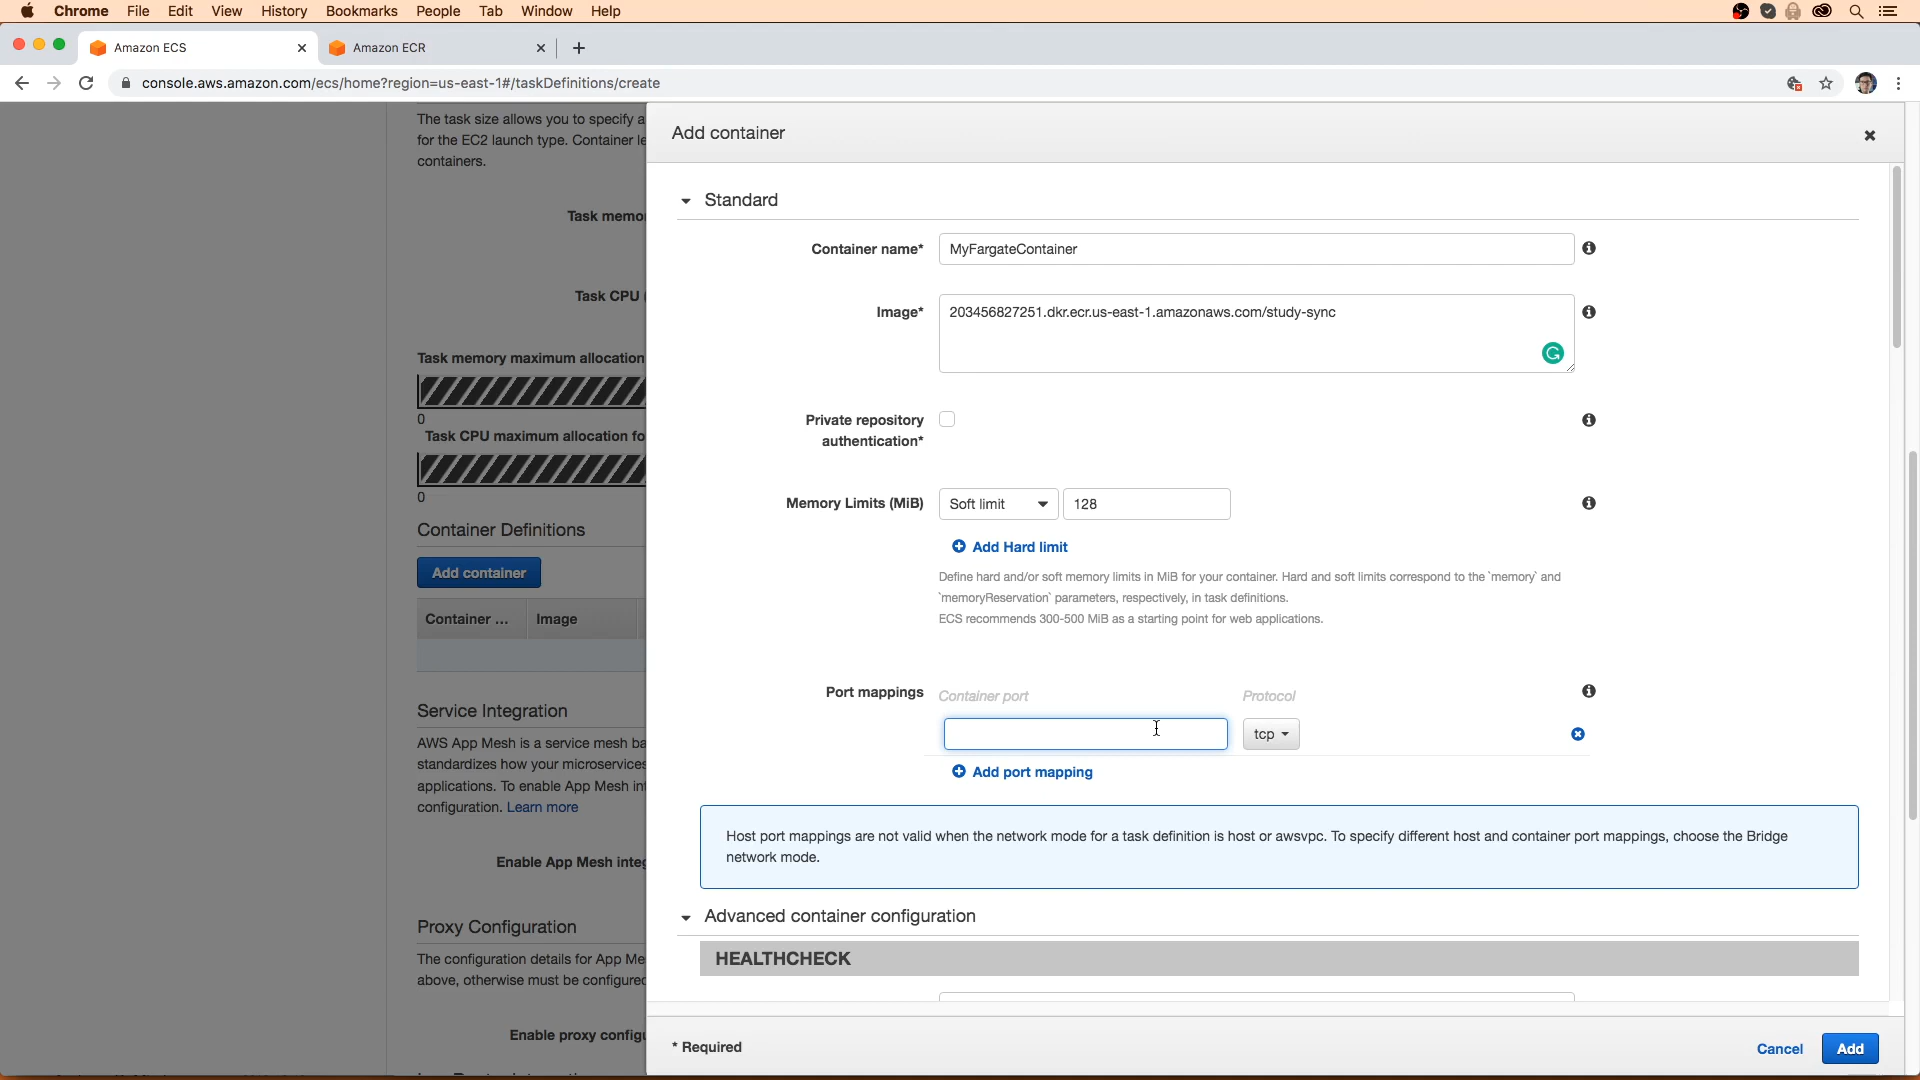 Chrome File Edit View History Bookmarks People Tab Window Help
Amazon ECS
Amazon ECR
console.aws.amazon.com/ecs/home?region=us-east-1#/taskDefinitions/create
The task size allows you to specify a
for the EC2 launch type. Container le
containers.
Task memo
Task CPU (
Task memory maximum allocation
0
Task CPU maximum allocation fo
0
Container Definitions
Add container
Container ... Image
Service Integration
AWS App Mesh is a service mesh ba
standardizes how your microservices
applications. To enable App Mesh int
configuration. Learn more
Enable App Mesh integ
Proxy Configuration
The configuration details for App Me
above, otherwise must be configured
Enable proxy configu
Add container
Standard
Container name* MyFargateContainer
Image* 203456827251.dkr.ecr.us-east-1.amazonaws.com/study-sync
Private repository
authentication*
Memory Limits (MiB) Soft limit 128
Add Hard limit
Define hard and/or soft memory limits in MiB for your container. Hard and soft limits correspond to the `memory` and
`memoryReservation` parameters, respectively, in task definitions.
ECS recommends 300-500 MiB as a starting point for web applications.
Port mappings Container port Protocol
tcp
Add port mapping
Host port mappings are not valid when the network mode for a task definition is host or awsvpc. To specify different host and container port mappings, choose the Bridge
network mode.
Advanced container configuration
HEALTHCHECK
* Required
Cancel Add